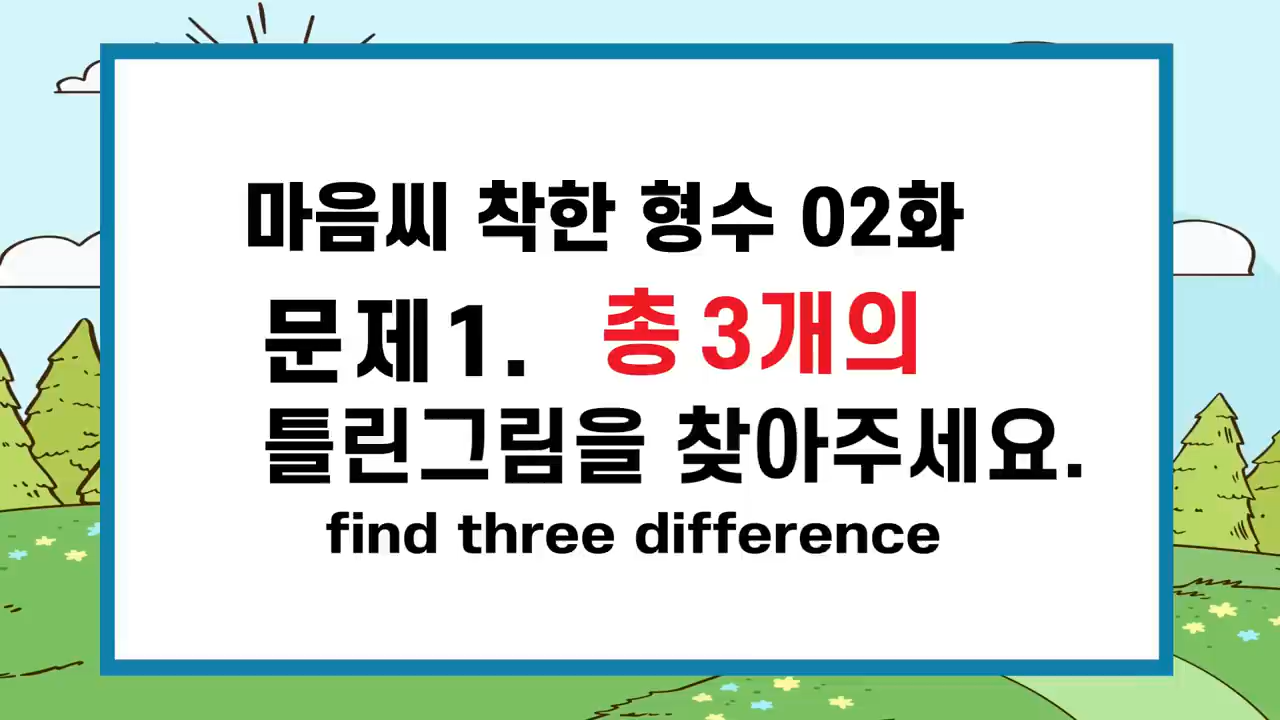 마음씨 착한 형수 02화
문제1. 총 3개의
틀린그림을 찾아주세요.
find three difference